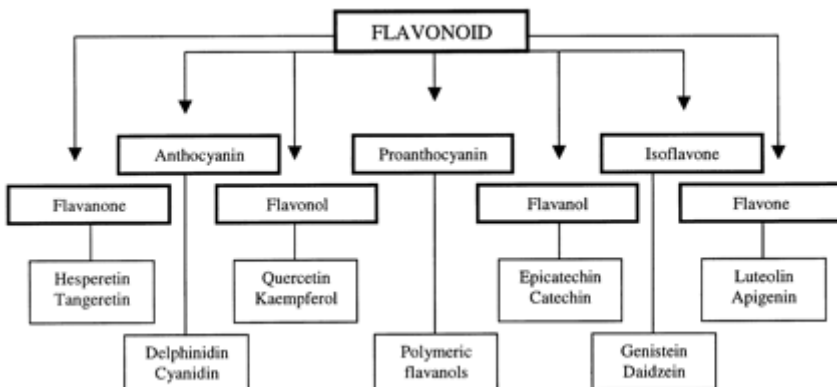 FLAVONOID
Anthocyanin
Proanthocyanin
Isoflavone
Flavanone
Flavonol
Flavanol
Flavone
Hesperetin
Tangeretin
Quercetin
Kaempferol
Epicatechin
Catechin
Luteolin
Apigenin
Delphinidin
Cyanidin
Polymeric
flavanols
Genistein
Daidzein